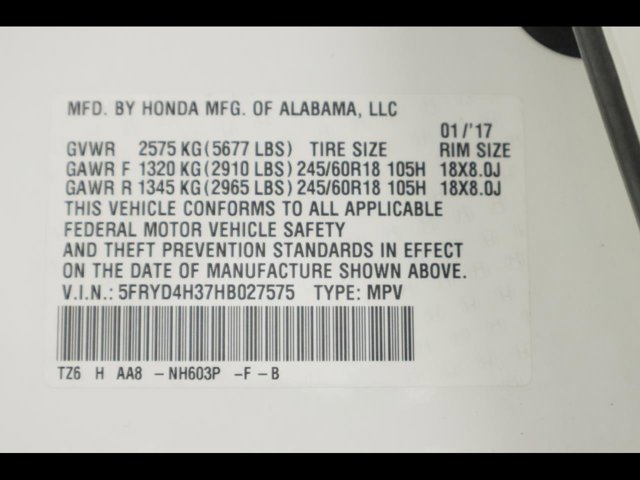 MFD. BY HONDA MFG. OF ALABAMA, LLC
01/'17
GVWR 2575 KG(5677 LBS) TIRE SIZE RIM SIZE
GAWR F 1320 KG(2910 LBS) 245/60R18 105H 18X8.0J
GAWR R 1345 KG(2965 LBS) 245/60R18 105H 18X8.0J
THIS VEHICLE CONFORMS TO ALL APPLICABLE
FEDERAL MOTOR VEHICLE SAFETY
AND THEFT PREVENTION STANDARDS IN EFFECT
ON THE DATE OF MANUFACTURE SHOWN ABOVE.
V.I.N.: 5FRYD4H37HB027575 TYPE: MPV
TZ6 H AA8 -NH603P -F-B